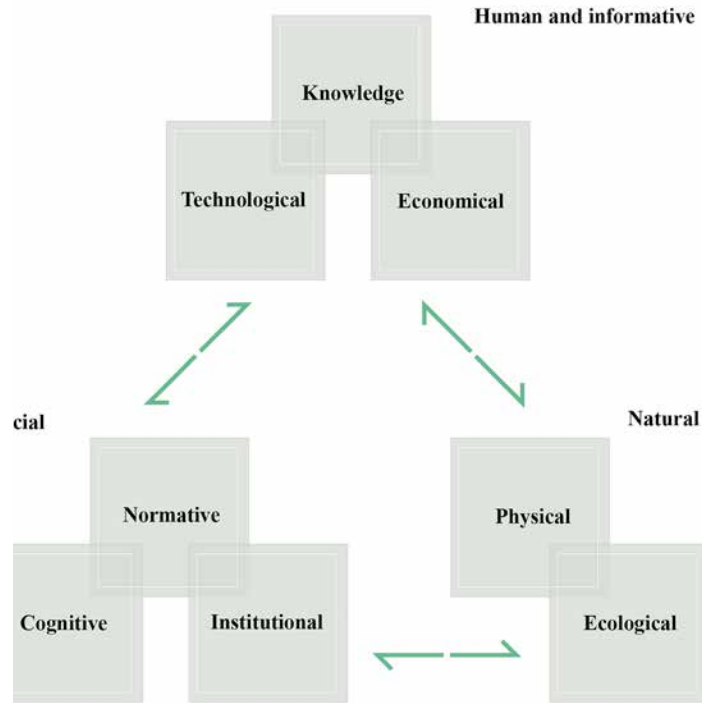 Human and informative
Knowledge
Technological
Economical
cial
Natural
Normative
Physical
Cognitive
Institutional
Ecological